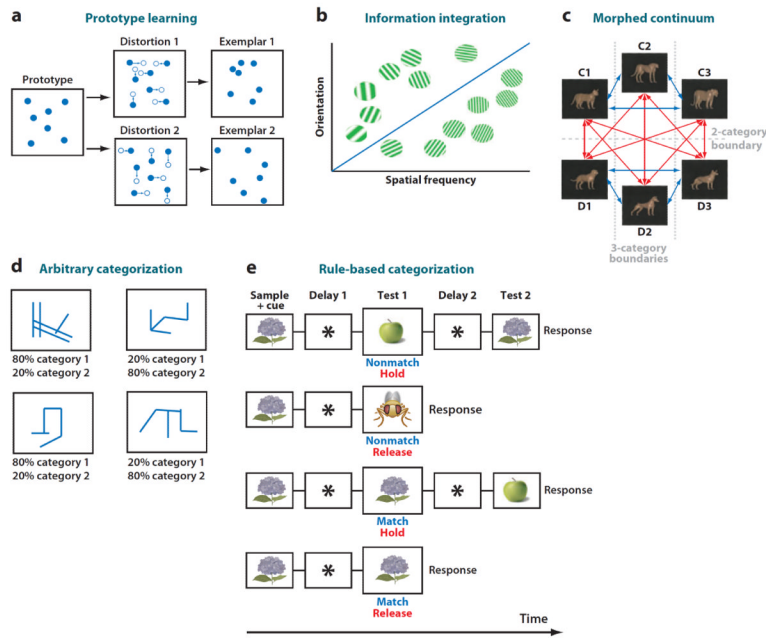 a Prototype learning
Prototype
Distortion 1
Exemplar 1
Distortion 2
Exemplar 2
b Information integration
Orientation
Spatial frequency
c Morphed continuum
C2
C1
C3
2-category
boundary
D1
D3
D2
3-category
boundaries
d Arbitrary categorization
80% category 1
20% category 2
20% category 1
80% category 2
80% category 1
20% category 2
20% category 1
80% category 2
e Rule-based categorization
Sample
+ cue
Delay 1
Test 1
Delay 2
Test 2
* * Response
Nonmatch
Hold
* Response
Nonmatch
Release
* * Response
Match
Hold
* Response
Match
Release
Time